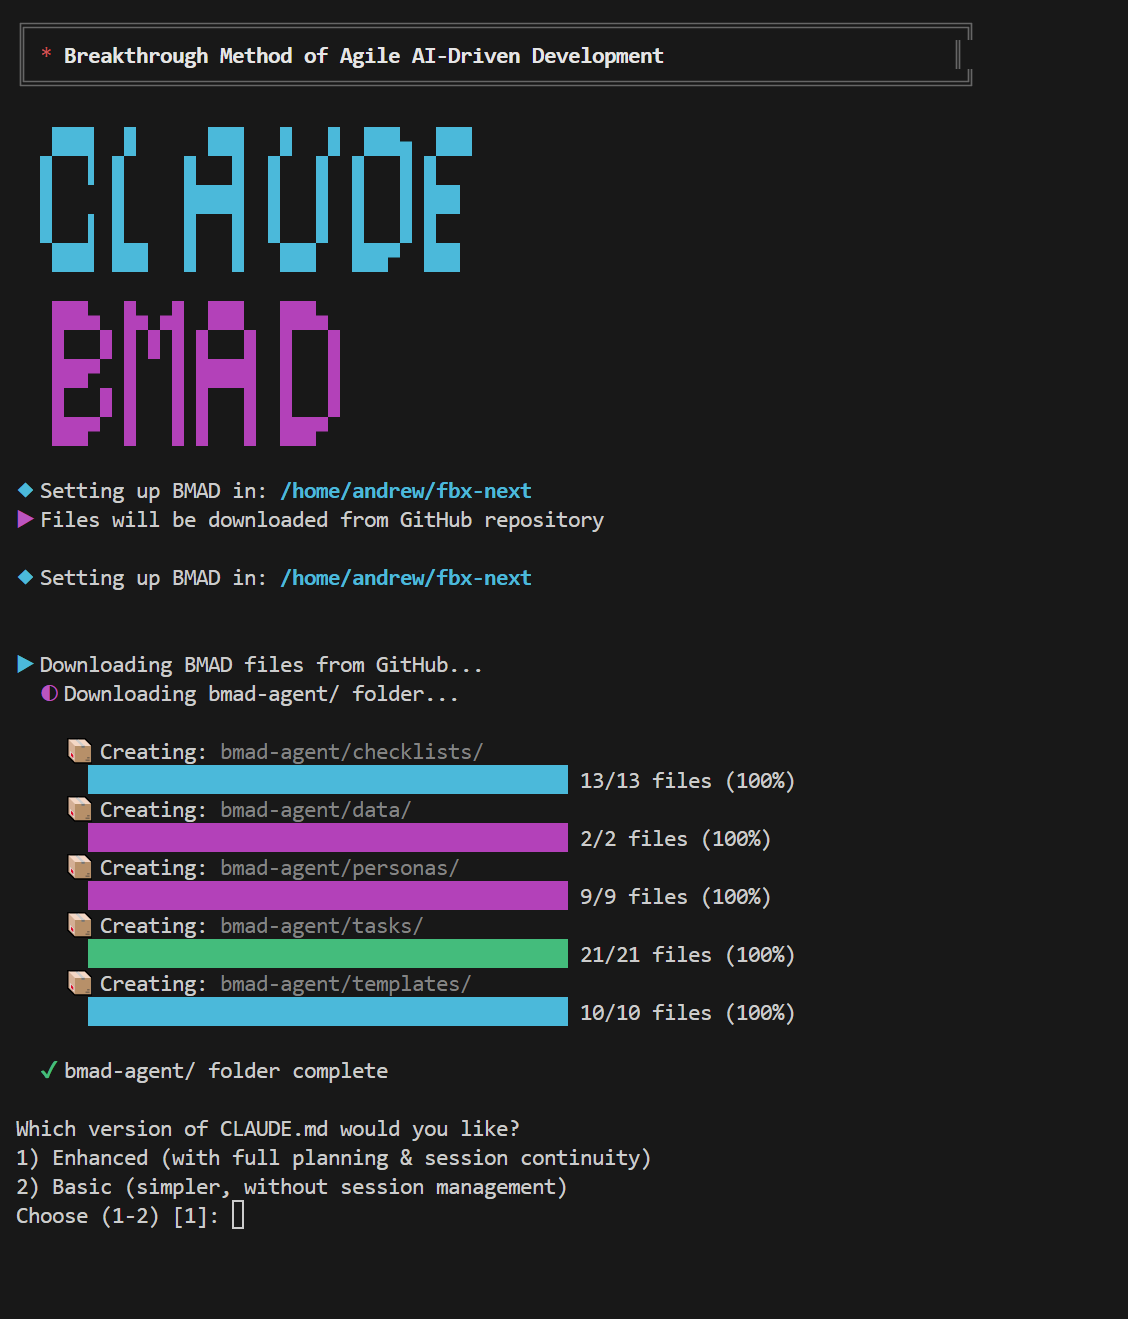 * Breakthrough Method of Agile AI-Driven Development
CLAUDE
BMAD
◆ Setting up BMAD in: /home/andrew/fbx-next
▶ Files will be downloaded from GitHub repository
◆ Setting up BMAD in: /home/andrew/fbx-next
▶ Downloading BMAD files from GitHub...
◐ Downloading bmad-agent/ folder...
📦 Creating: bmad-agent/checklists/
13/13 files (100%)
📦 Creating: bmad-agent/data/
2/2 files (100%)
📦 Creating: bmad-agent/personas/
9/9 files (100%)
📦 Creating: bmad-agent/tasks/
21/21 files (100%)
📦 Creating: bmad-agent/templates/
10/10 files (100%)
✓ bmad-agent/ folder complete
Which version of CLAUDE.md would you like?
1) Enhanced (with full planning & session continuity)
2) Basic (simpler, without session management)
Choose (1-2) [1]: